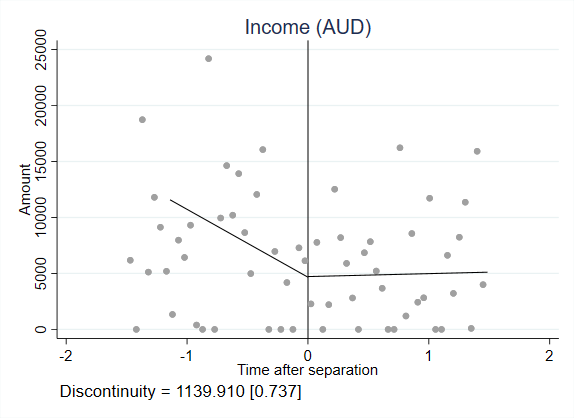 Income (AUD)
25000
20000
15000
10000
5000
0
Amount
-2
-1
0
1
2
Time after separation
Discontinuity = 1139.910 [0.737]